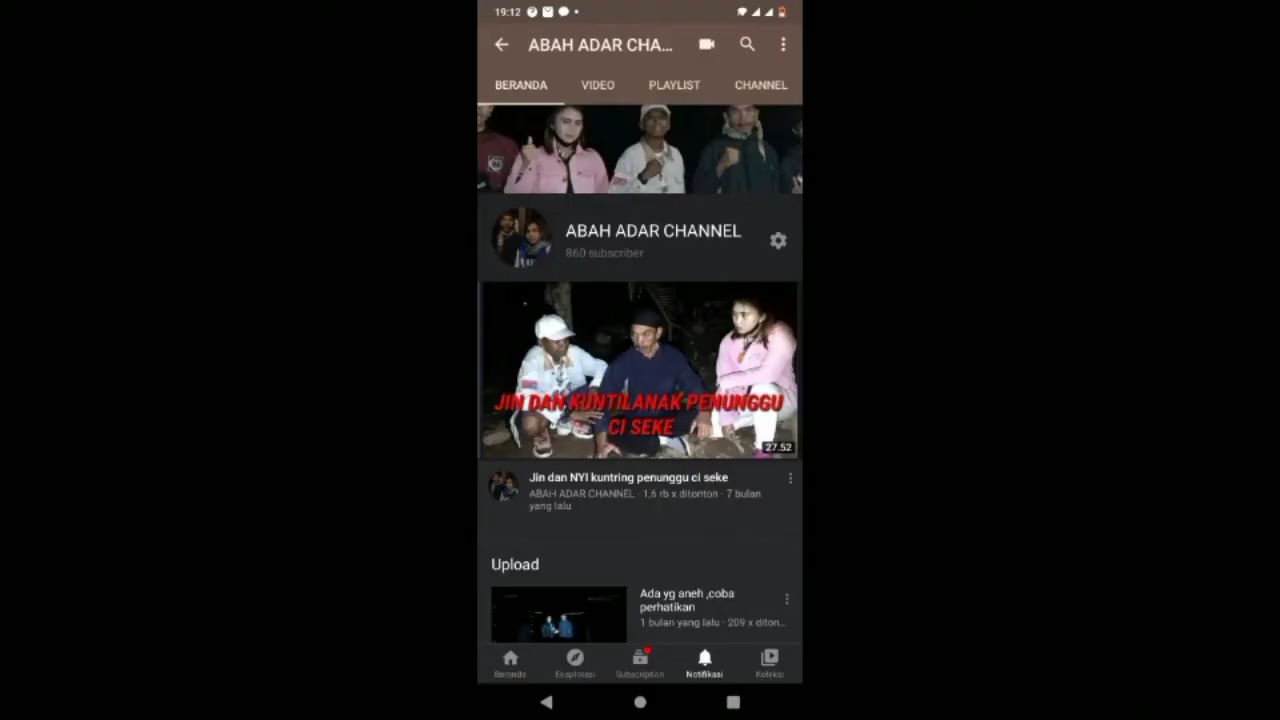 19:12
ABAH ADAR CHA...
BERANDA VIDEO PLAYLIST CHANNEL
ABAH ADAR CHANNEL
860 subscriber
JIN DAN KUNTILANAK PENUNGGU
CI SEKE
27.52
Jin dan NYI kuntring penunggu ci seke
ABAH ADAR CHANNEL · 1,6 rb x ditonton · 7 bulan
yang lalu
Upload
Ada yg aneh ,coba
perhatikan
1 bulan yang lalu · 209 x diton...
Beranda Eksplorasi Subscription Notifikasi Koleksi